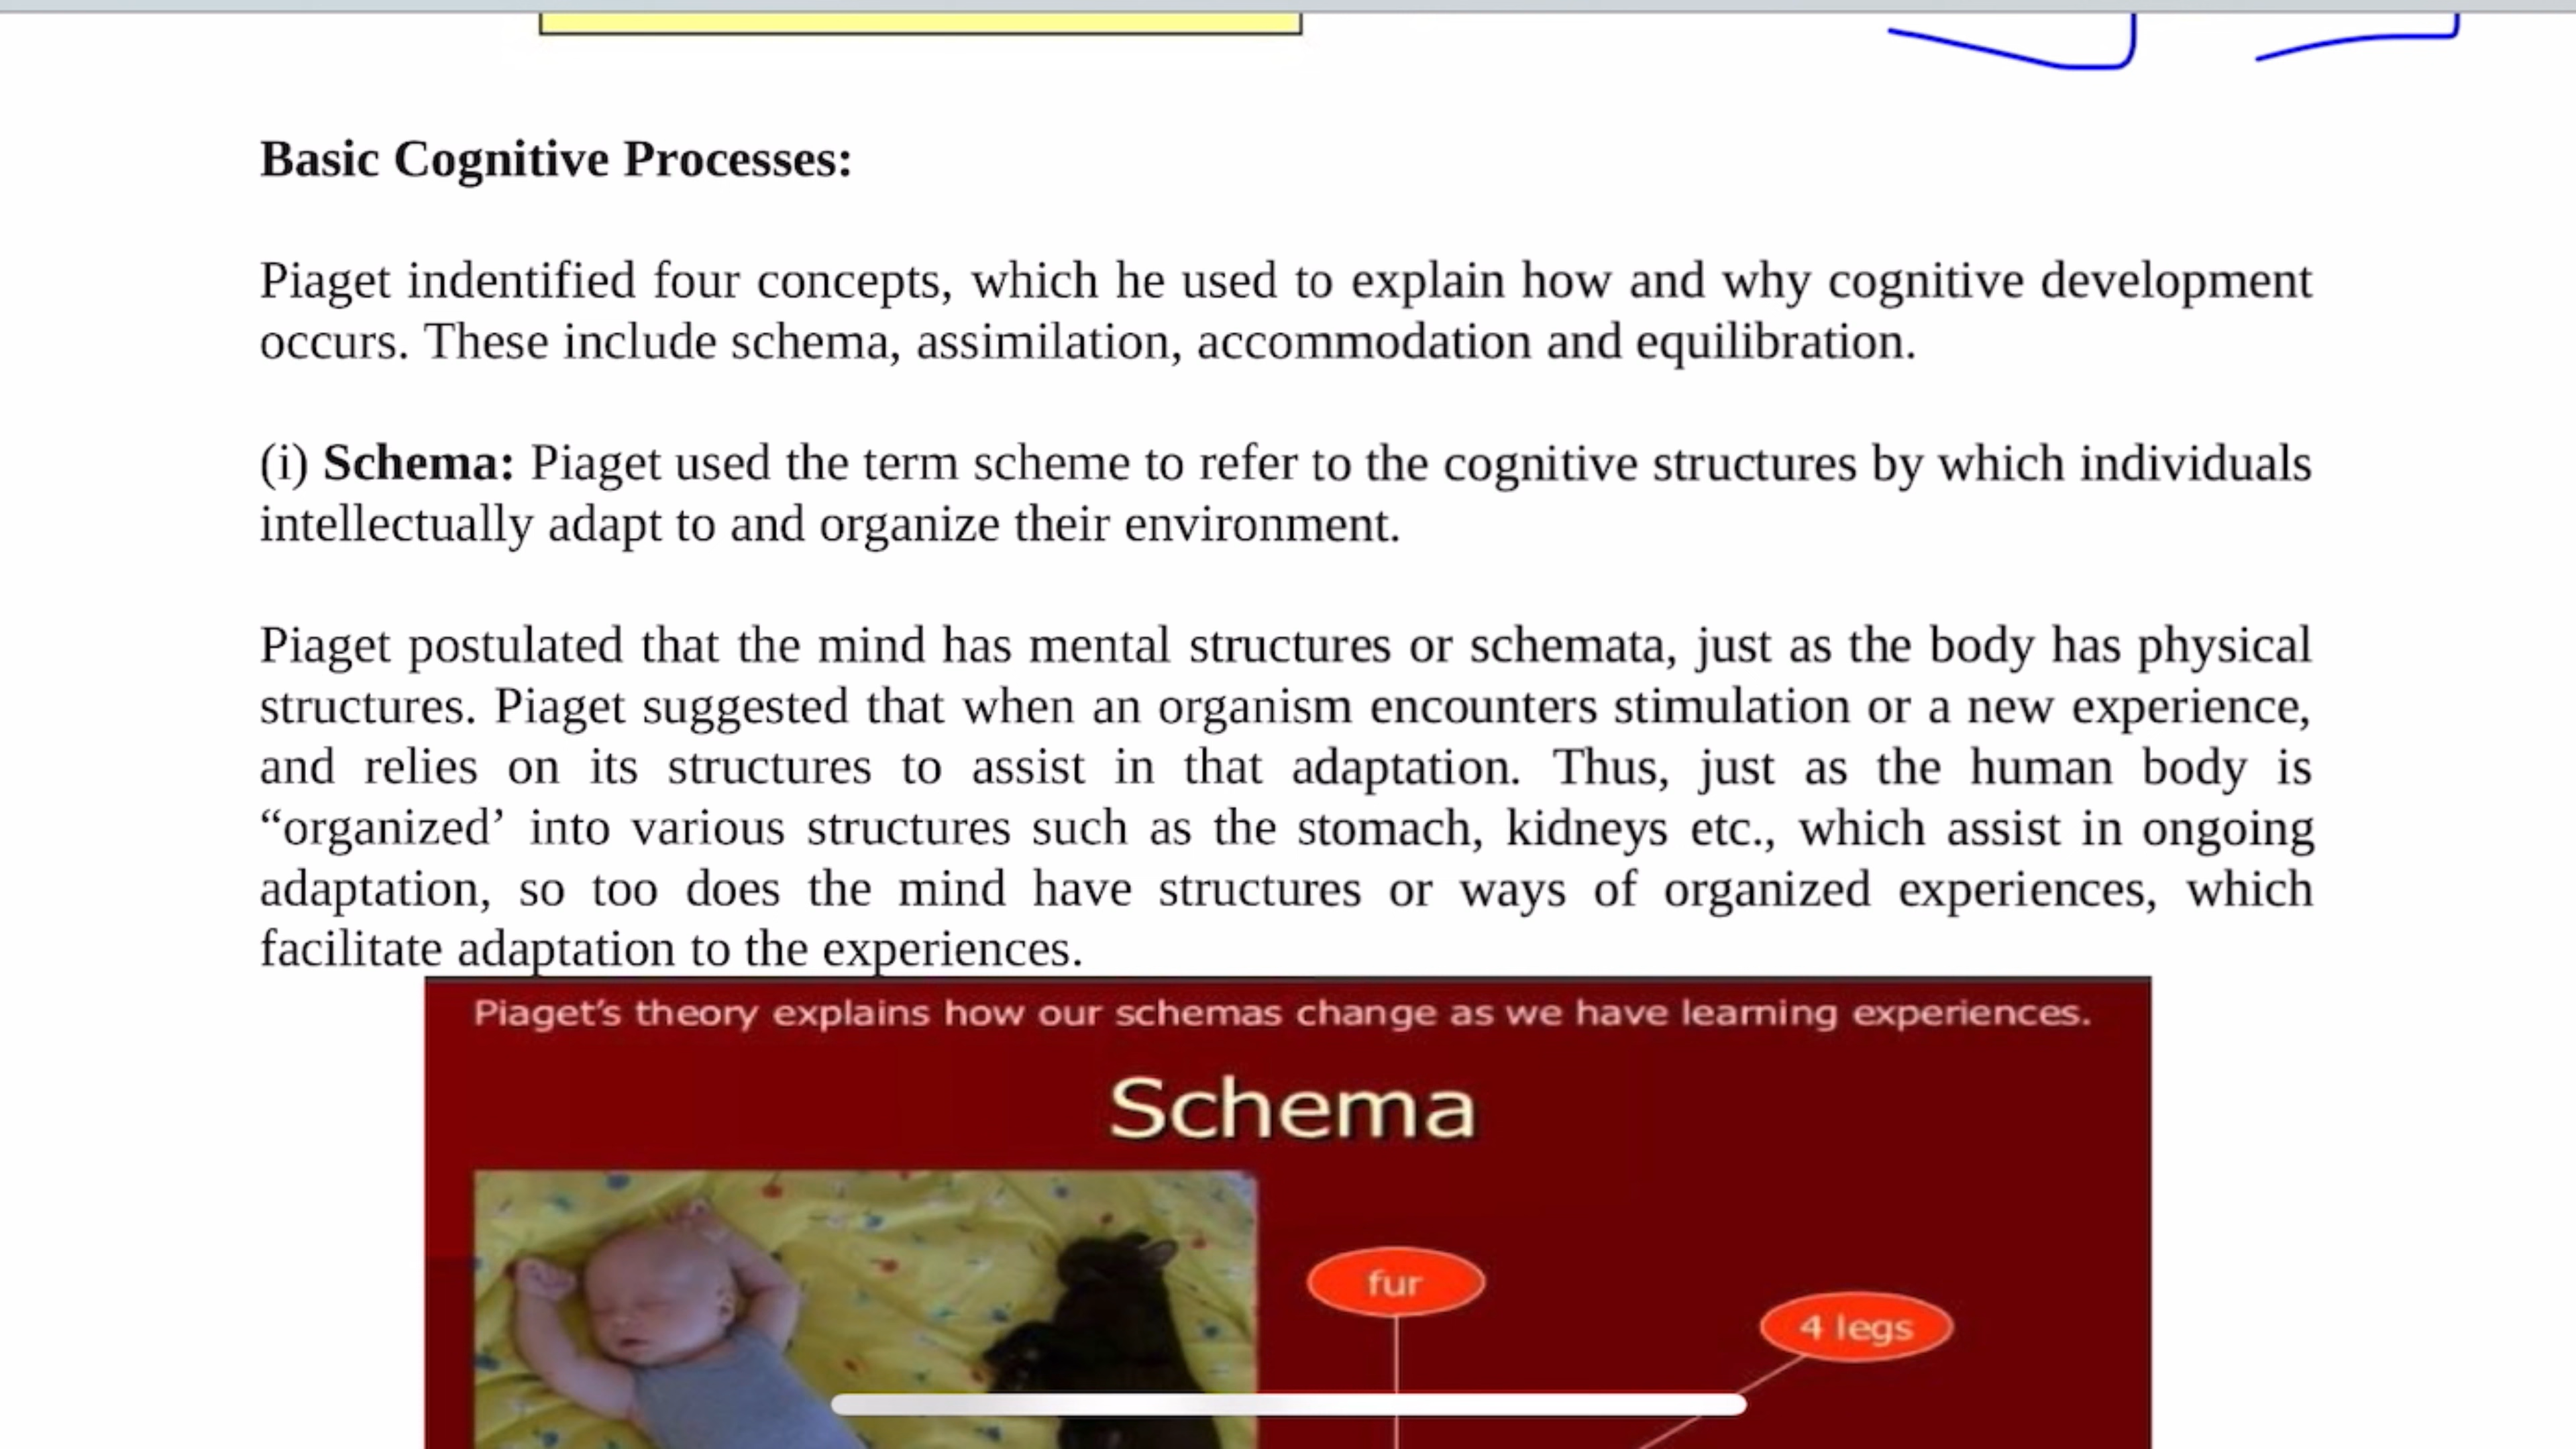 Basic Cognitive Processes:
Piaget indentified four concepts, which he used to explain how and why cognitive development
occurs. These include schema, assimilation, accommodation and equilibration.
(i) Schema: Piaget used the term scheme to refer to the cognitive structures by which individuals
intellectually adapt to and organize their environment.
Piaget postulated that the mind has mental structures or schemata, just as the body has physical
structures. Piaget suggested that when an organism encounters stimulation or a new experience,
and relies on its structures to assist in that adaptation. Thus, just as the human body is
“organized’ into various structures such as the stomach, kidneys etc., which assist in ongoing
adaptation, so too does the mind have structures or ways of organized experiences, which
facilitate adaptation to the experiences.
Piaget’s theory explains how our schemas change as we have learning experiences.
Schema
fur
4 legs